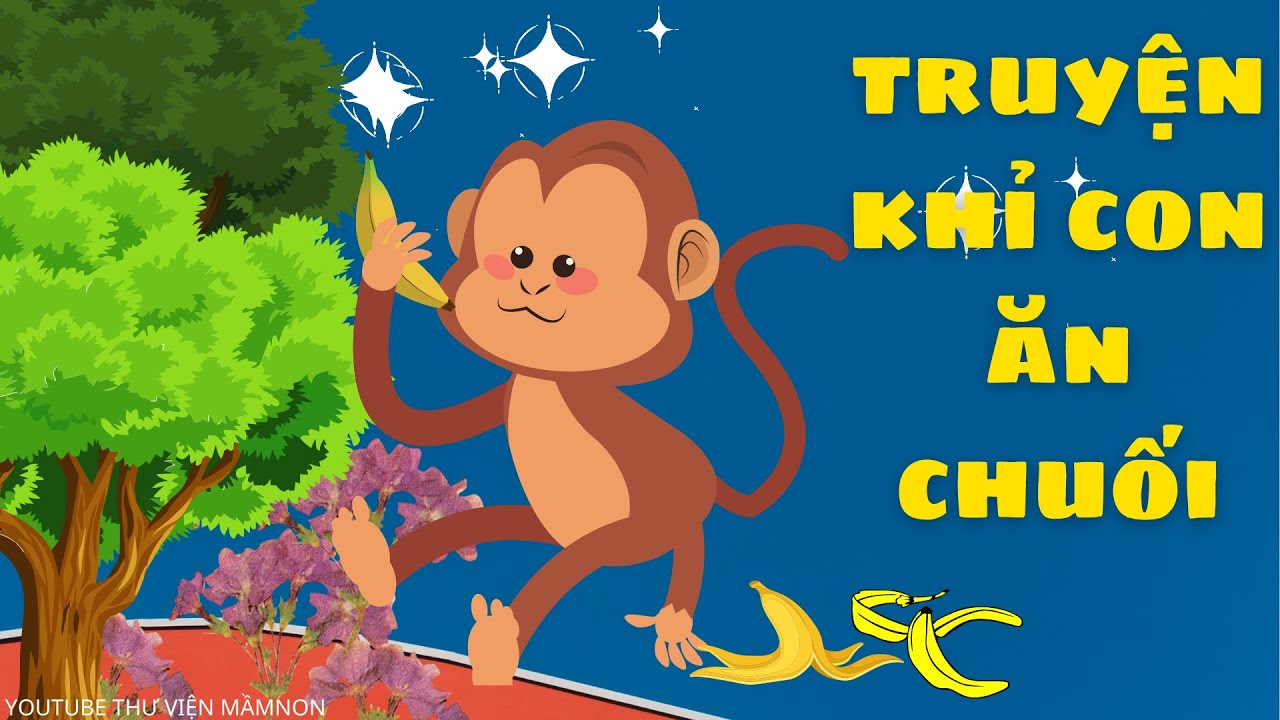 TRUYỆN
KHỈ CON
ĂN
CHUỐI
YOUTUBE THƯ VIỆN MẦMNON